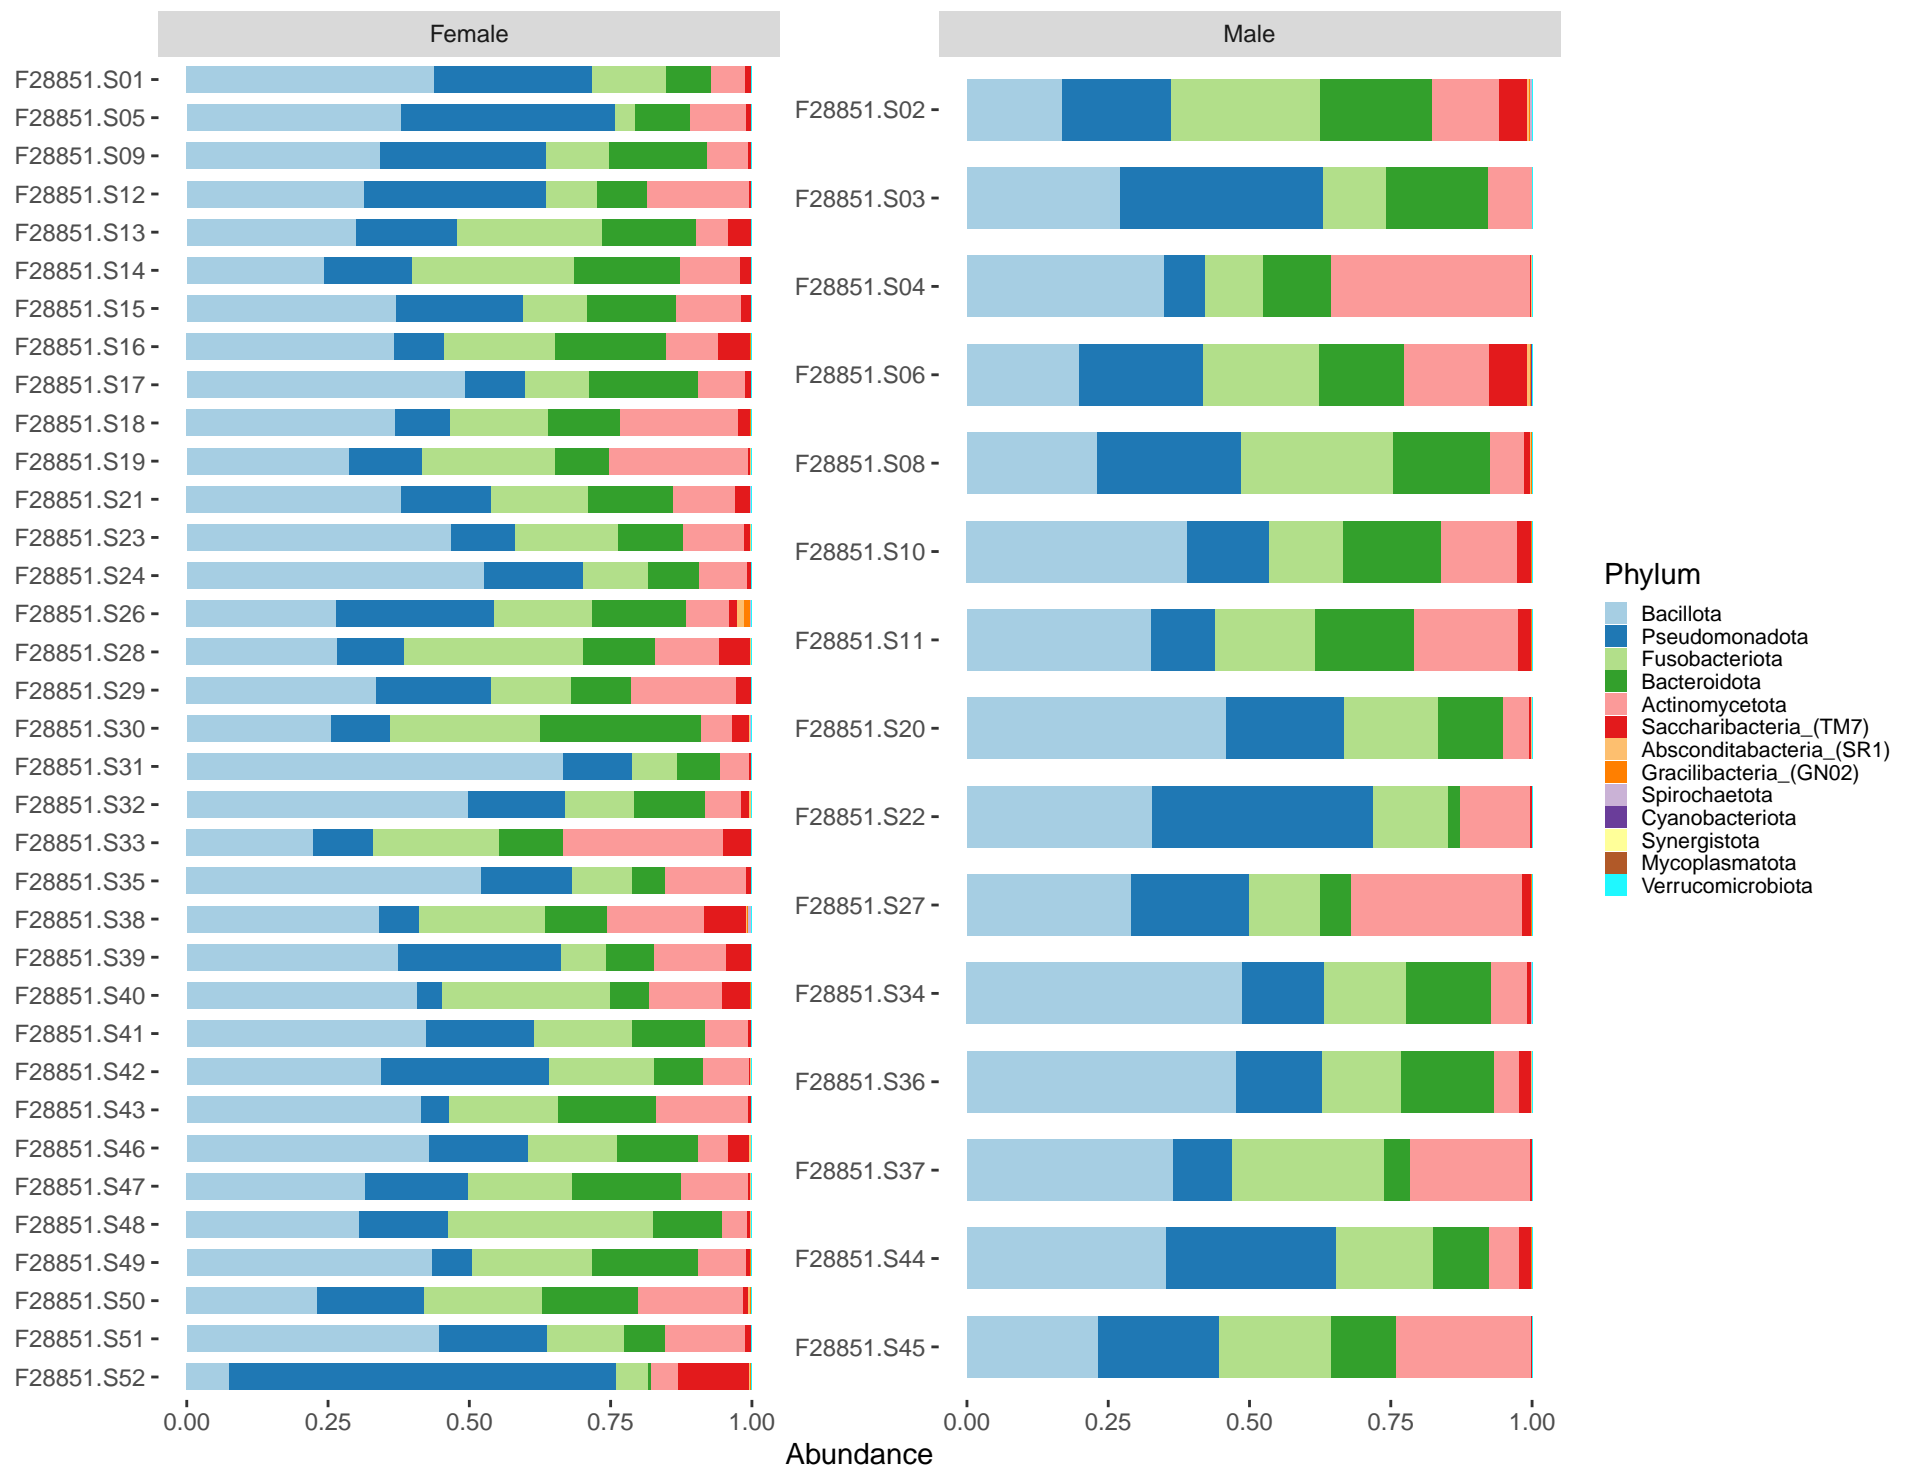 Female
Male
F28851.S01
F28851.S05
F28851.S09
F28851.S12
F28851.S13
F28851.S14
F28851.S15
F28851.S16
F28851.S17
F28851.S18
F28851.S19
F28851.S21
F28851.S23
F28851.S24
F28851.S26
F28851.S28
F28851.S29
F28851.S30
F28851.S31
F28851.S32
F28851.S33
F28851.S35
F28851.S38
F28851.S39
F28851.S40
F28851.S41
F28851.S42
F28851.S43
F28851.S46
F28851.S47
F28851.S48
F28851.S49
F28851.S50
F28851.S51
F28851.S52
0.00 0.25 0.50 0.75 1.00
F28851.S02
F28851.S03
F28851.S04
F28851.S06
F28851.S08
F28851.S10
F28851.S11
F28851.S20
F28851.S22
F28851.S27
F28851.S34
F28851.S36
F28851.S37
F28851.S44
F28851.S45
0.00 0.25 0.50 0.75 1.00
Abundance
Phylum
Bacillota
Pseudomonadota
Fusobacteriota
Bacteroidota
Actinomycetota
Saccharibacteria_(TM7)
Absconditabacteria_(SR1)
Gracilibacteria_(GN02)
Spirochaetota
Cyanobacteriota
Synergistota
Mycoplasmatota
Verrucomicrobiota